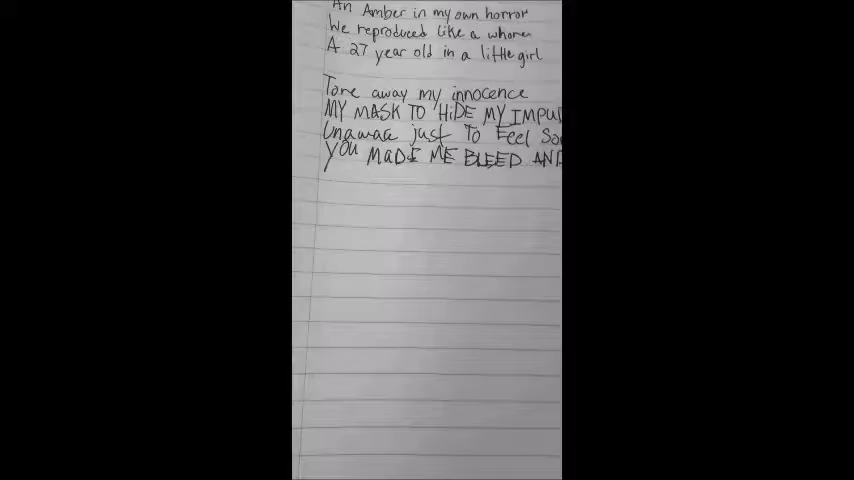 An Amber in my own horror
We reproduced like a whore
A 27 year old in a little girl
Tore away my innocence
MY MASK TO HIDE MY
Unaware just To Feel
YOU MADE ME BLEED AND